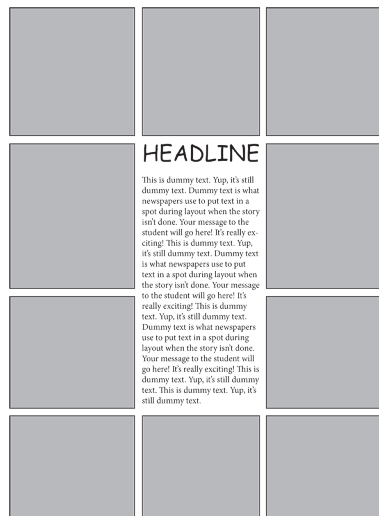 HEADLINE
This is dummy text. Yup, it's still
dummy text. Dummy text is what
newspapers use to put text in a
spot during layout when the story
isn't done. Your message to the
student will go here! It's really ex-
citing! This is dummy text. Yup,
it's still dummy text. Dummy text
is what newspapers use to put
text in a spot during layout when
the story isn't done. Your message
to the student will go here! It's
really exciting! This is dummy
text. Yup, it's still dummy text.
Dummy text is what newspapers
use to put text in a spot during
layout when the story isn't done.
Your message to the student will
go here! It's really exciting! This is
dummy text. Yup, it's still dummy
text. This is dummy text. Yup, it's
still dummy text.